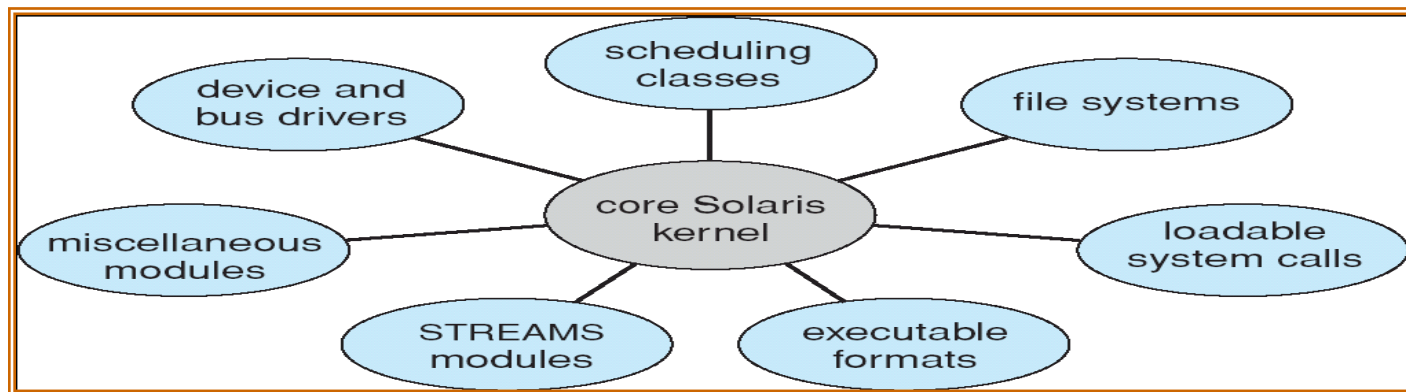 scheduling
classes
device and
bus drivers
file systems
core Solaris
kernel
miscellaneous
modules
loadable
system calls
STREAMS
modules
executable
formats